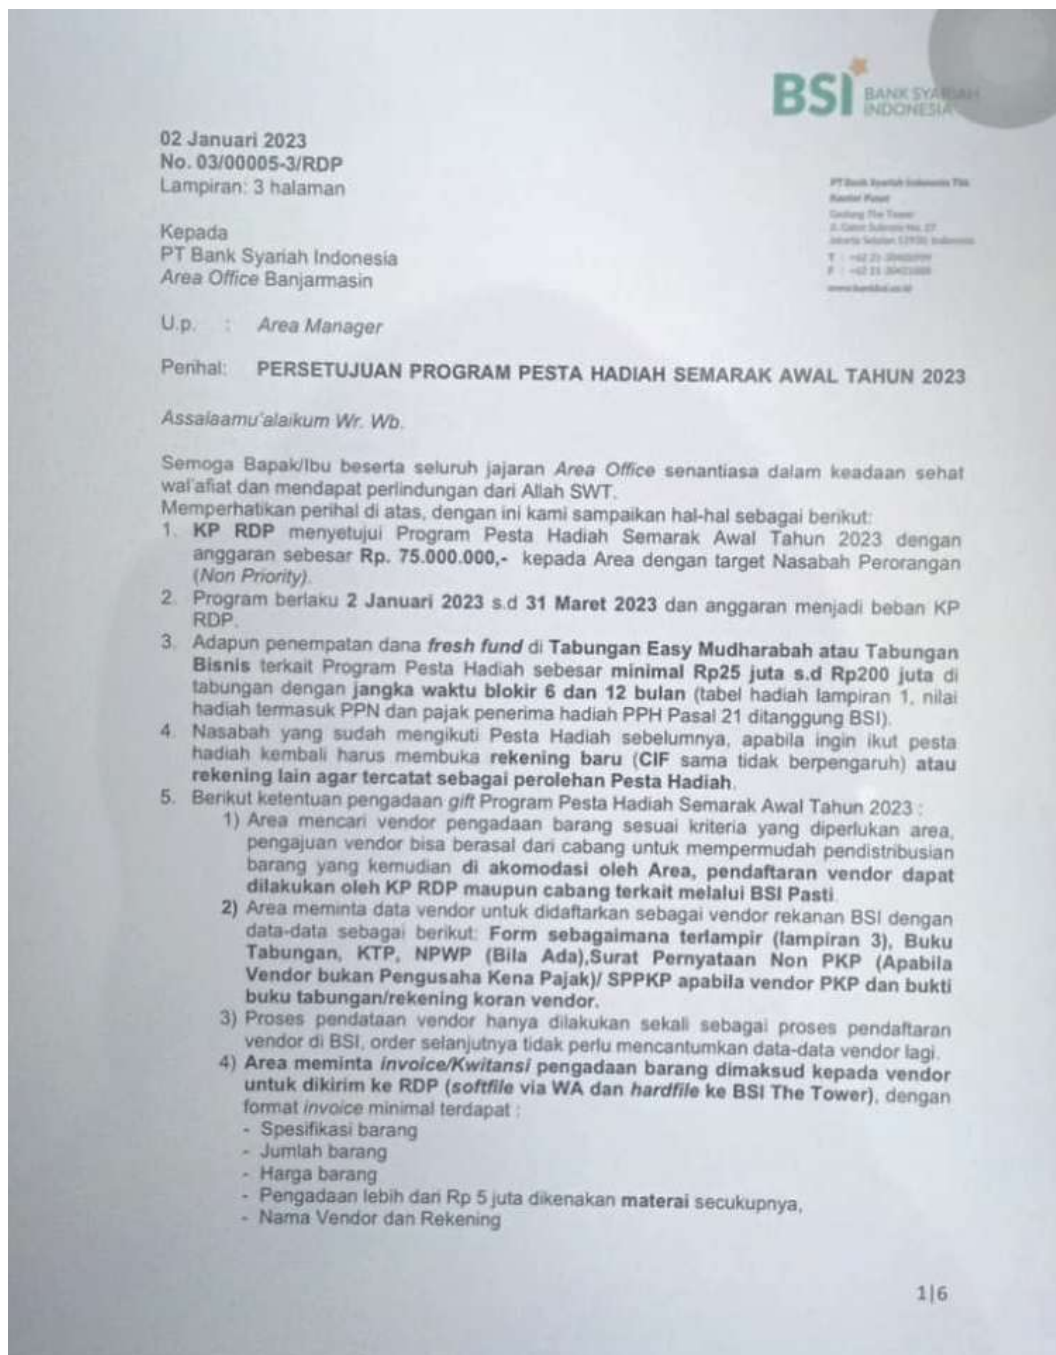 BSI BANK SYARIAH
INDONESIA
02 Januari 2023
No. 03/00005-3/RDP
Lampiran: 3 halaman
PT Bank Syariah Indonesia Tbk
Kantor Pusat
Gedung The Tower
Kepada
PT Bank Syariah Indonesia
Area Office Banjarmasin
U.p. : Area Manager
Perihal: PERSETUJUAN PROGRAM PESTA HADIAH SEMARAK AWAL TAHUN 2023
Assalaamu'alaikum Wr. Wb.
Semoga Bapak/Ibu beserta seluruh jajaran Area Office senantiasa dalam keadaan sehat
wal'afiat dan mendapat perlindungan dari Allah SWT.
Memperhatikan perihal di atas, dengan ini kami sampaikan hal-hal sebagai berikut:
1. KP RDP menyetujui Program Pesta Hadiah Semarak Awal Tahun 2023 dengan
anggaran sebesar Rp. 75.000.000,- kepada Area dengan target Nasabah Perorangan
(Non Priority).
2. Program berlaku 2 Januari 2023 s.d 31 Maret 2023 dan anggaran menjadi beban KP
RDP.
3. Adapun penempatan dana fresh fund di Tabungan Easy Mudharabah atau Tabungan
Bisnis terkait Program Pesta Hadiah sebesar minimal Rp25 juta s.d Rp200 juta di
tabungan dengan jangka waktu blokir 6 dan 12 bulan (tabel hadiah lampiran 1, nilai
hadiah termasuk PPN dan pajak penerima hadiah PPH Pasal 21 ditanggung BSI).
4. Nasabah yang sudah mengikuti Pesta Hadiah sebelumnya, apabila ingin ikut pesta
hadiah kembali harus membuka rekening baru (CIF sama tidak berpengaruh) atau
rekening lain agar tercatat sebagai perolehan Pesta Hadiah.
5. Berikut ketentuan pengadaan gift Program Pesta Hadiah Semarak Awal Tahun 2023 :
1) Area mencari vendor pengadaan barang sesuai kriteria yang diperlukan area,
pengajuan vendor bisa berasal dari cabang untuk mempermudah pendistribusian
barang yang kemudian di akomodasi oleh Area, pendaftaran vendor dapat
dilakukan oleh KP RDP maupun cabang terkait melalui BSI Pasti.
2) Area meminta data vendor untuk didaftarkan sebagai vendor rekanan BSI dengan
data-data sebagai berikut: Form sebagaimana terlampir (lampiran 3), Buku
Tabungan, KTP, NPWP (Bila Ada),Surat Pernyataan Non PKP (Apabila
Vendor bukan Pengusaha Kena Pajak)/ SPPKP apabila vendor PKP dan bukti
buku tabungan/rekening koran vendor.
3) Proses pendataan vendor hanya dilakukan sekali sebagai proses pendaftaran
vendor di BSI, order selanjutnya tidak perlu mencantumkan data-data vendor lagi.
4) Area meminta invoice/Kwitansi pengadaan barang dimaksud kepada vendor
untuk dikirim ke RDP (softfile via WA dan hardfile ke BSI The Tower), dengan
format invoice minimal terdapat :
- Spesifikasi barang
- Jumlah barang
- Harga barang
- Pengadaan lebih dari Rp 5 juta dikenakan materai secukupnya,
- Nama Vendor dan Rekening
1|6